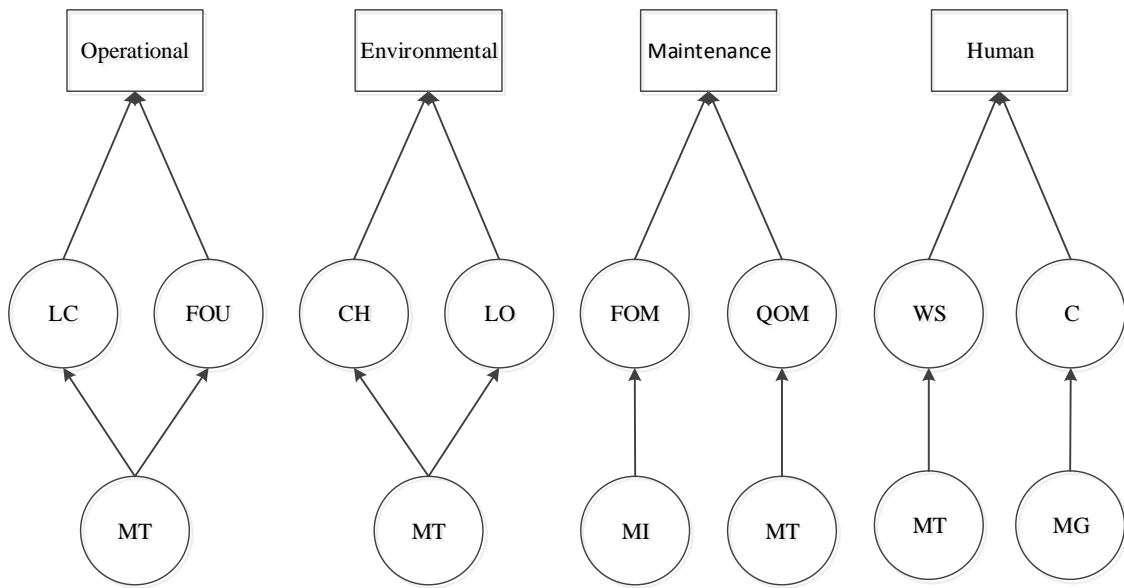 Operational
Environmental
Maintenance
Human
LC
FOU
CH
LO
FOM
QOM
WS
C
MT
MT
MI
MT
MT
MG